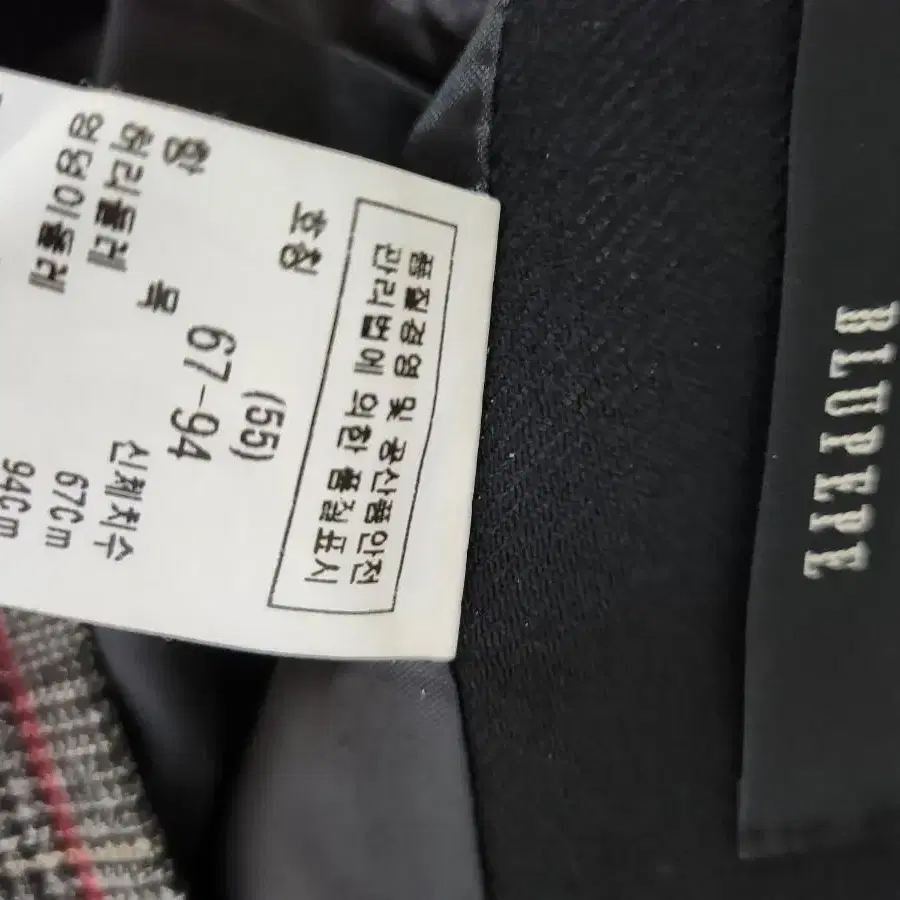 품질경영 및 공산품안전
관리법에 의한 품질표시
호칭
(55)
67-94
항 목
신체치수
허리둘레
67Cm
엉덩이둘레
94Cm
BLUPEPE